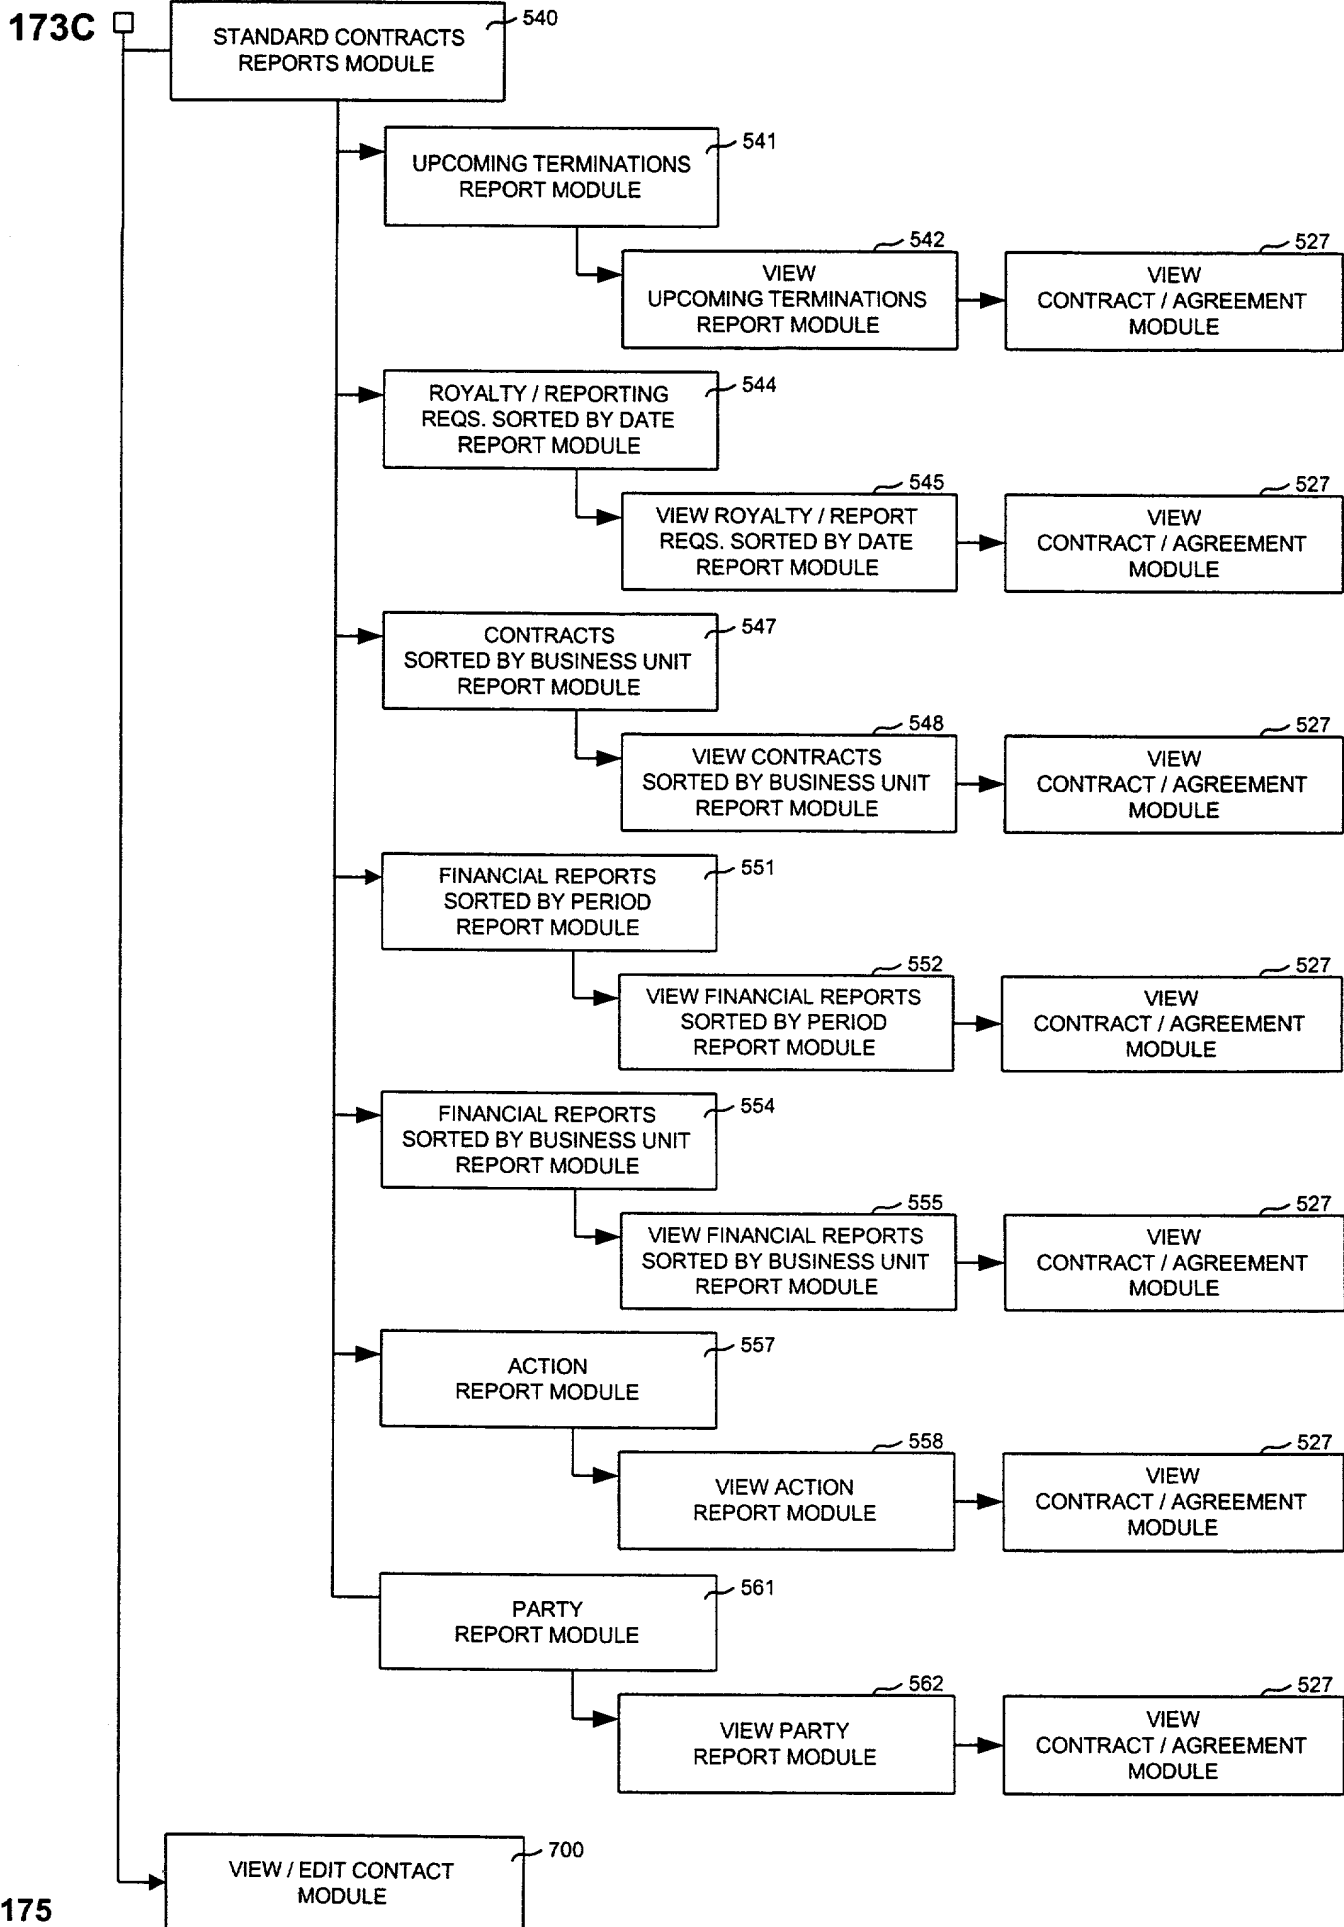 173C
540
STANDARD CONTRACTS
REPORTS MODULE
541
UPCOMING TERMINATIONS
REPORT MODULE
542
VIEW
UPCOMING TERMINATIONS
REPORT MODULE
527
VIEW
CONTRACT / AGREEMENT
MODULE
544
ROYALTY / REPORTING
REQS. SORTED BY DATE
REPORT MODULE
545
VIEW ROYALTY / REPORT
REQS. SORTED BY DATE
REPORT MODULE
527
VIEW
CONTRACT / AGREEMENT
MODULE
547
CONTRACTS
SORTED BY BUSINESS UNIT
REPORT MODULE
548
VIEW CONTRACTS
SORTED BY BUSINESS UNIT
REPORT MODULE
527
VIEW
CONTRACT / AGREEMENT
MODULE
551
FINANCIAL REPORTS
SORTED BY PERIOD
REPORT MODULE
552
VIEW FINANCIAL REPORTS
SORTED BY PERIOD
REPORT MODULE
527
VIEW
CONTRACT / AGREEMENT
MODULE
554
FINANCIAL REPORTS
SORTED BY BUSINESS UNIT
REPORT MODULE
555
VIEW FINANCIAL REPORTS
SORTED BY BUSINESS UNIT
REPORT MODULE
527
VIEW
CONTRACT / AGREEMENT
MODULE
557
ACTION
REPORT MODULE
558
VIEW ACTION
REPORT MODULE
527
VIEW
CONTRACT / AGREEMENT
MODULE
561
PARTY
REPORT MODULE
562
VIEW PARTY
REPORT MODULE
527
VIEW
CONTRACT / AGREEMENT
MODULE
700
VIEW / EDIT CONTACT
MODULE
175